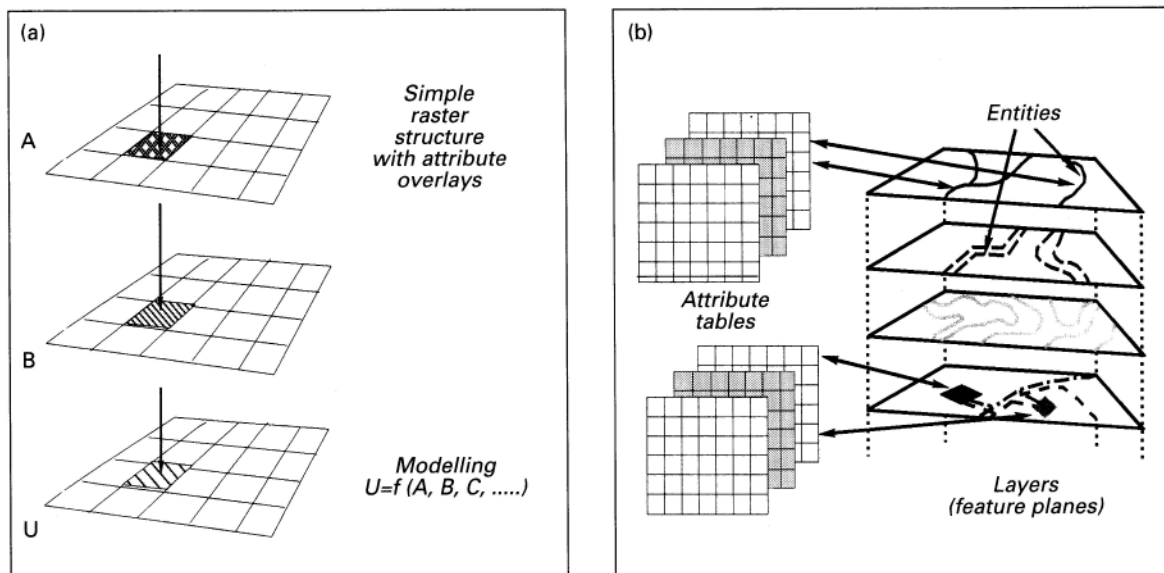 (a)
A
Simple
raster
structure
with attribute
overlays
B
Modelling
U=f (A, B, C, .....)
U
(b)
Entities
Attribute
tables
Layers
(feature planes)